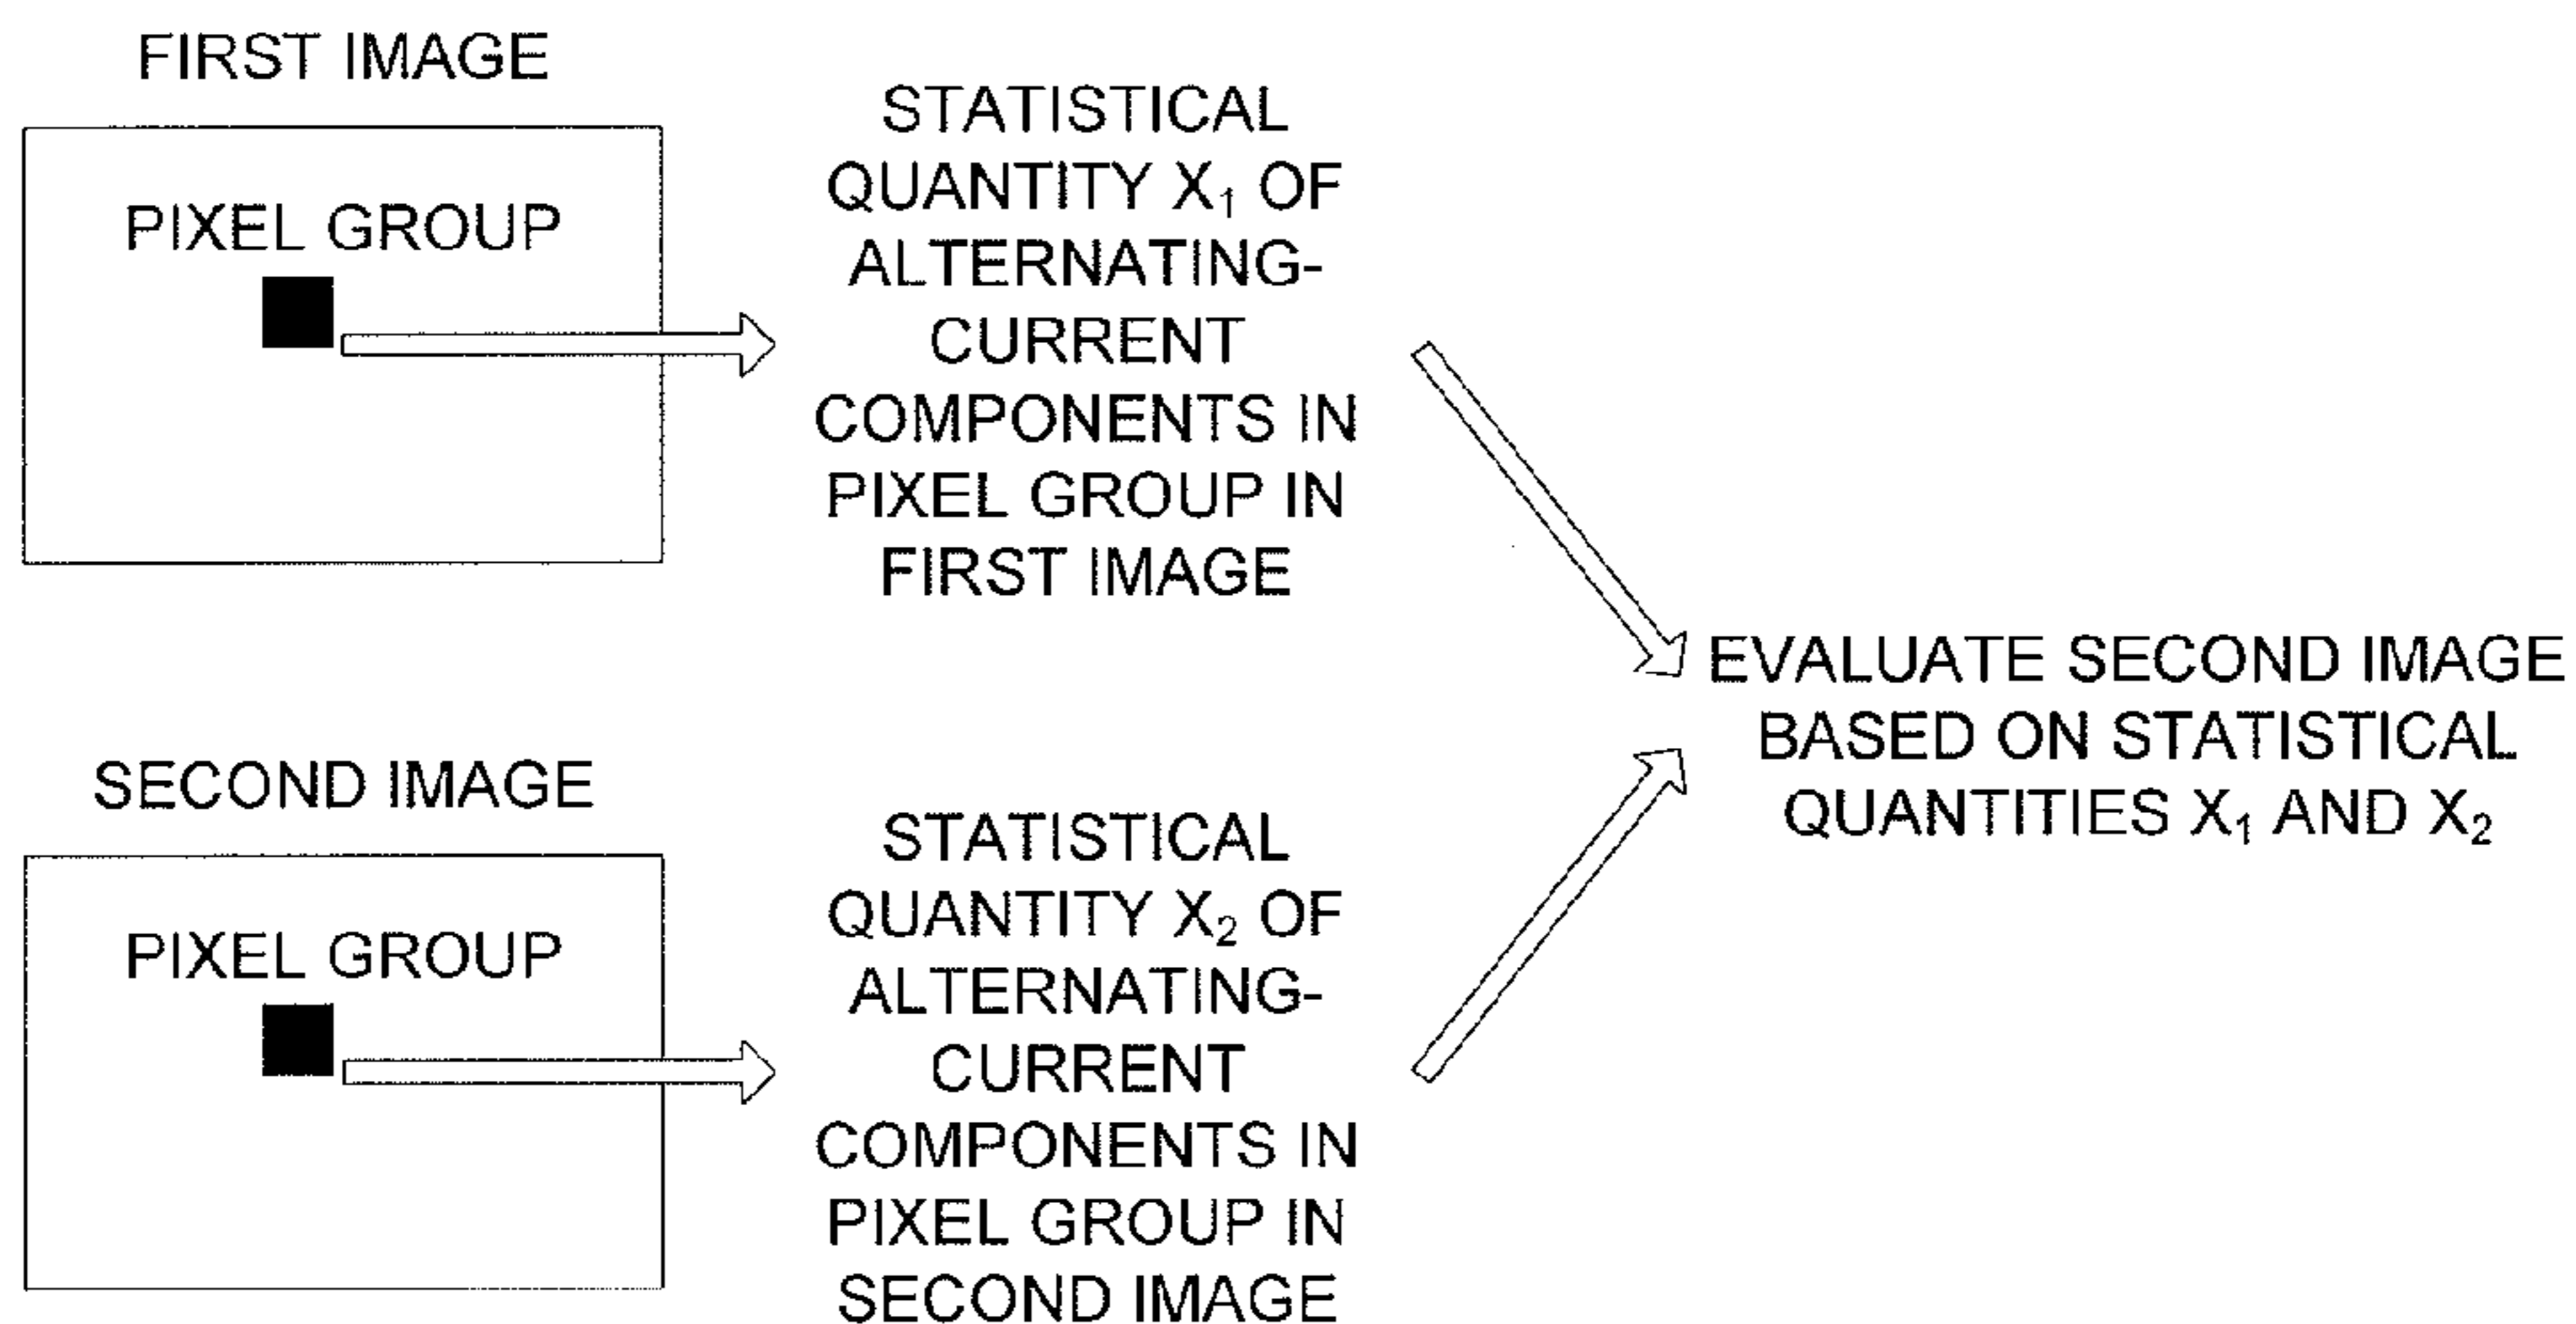 FIRST IMAGE
PIXEL GROUP
STATISTICAL
QUANTITY X₁ OF
ALTERNATING-
CURRENT
COMPONENTS IN
PIXEL GROUP IN
FIRST IMAGE
SECOND IMAGE
PIXEL GROUP
STATISTICAL
QUANTITY X₂ OF
ALTERNATING-
CURRENT
COMPONENTS IN
PIXEL GROUP IN
SECOND IMAGE
EVALUATE SECOND IMAGE
BASED ON STATISTICAL
QUANTITIES X₁ AND X₂